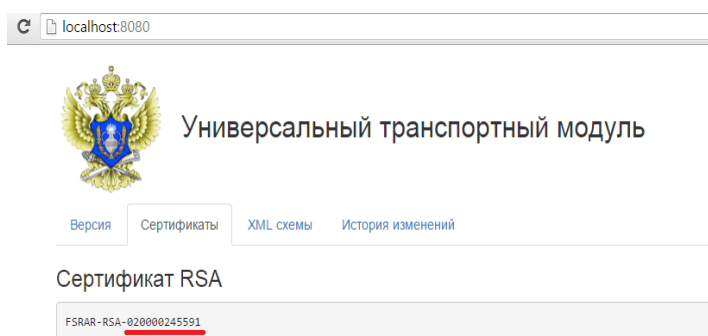 localhost:8080
Универсальный транспортный модуль
Версия Сертификаты XML схемы История изменений
Сертификат RSA
FSRAR-RSA-020000245591